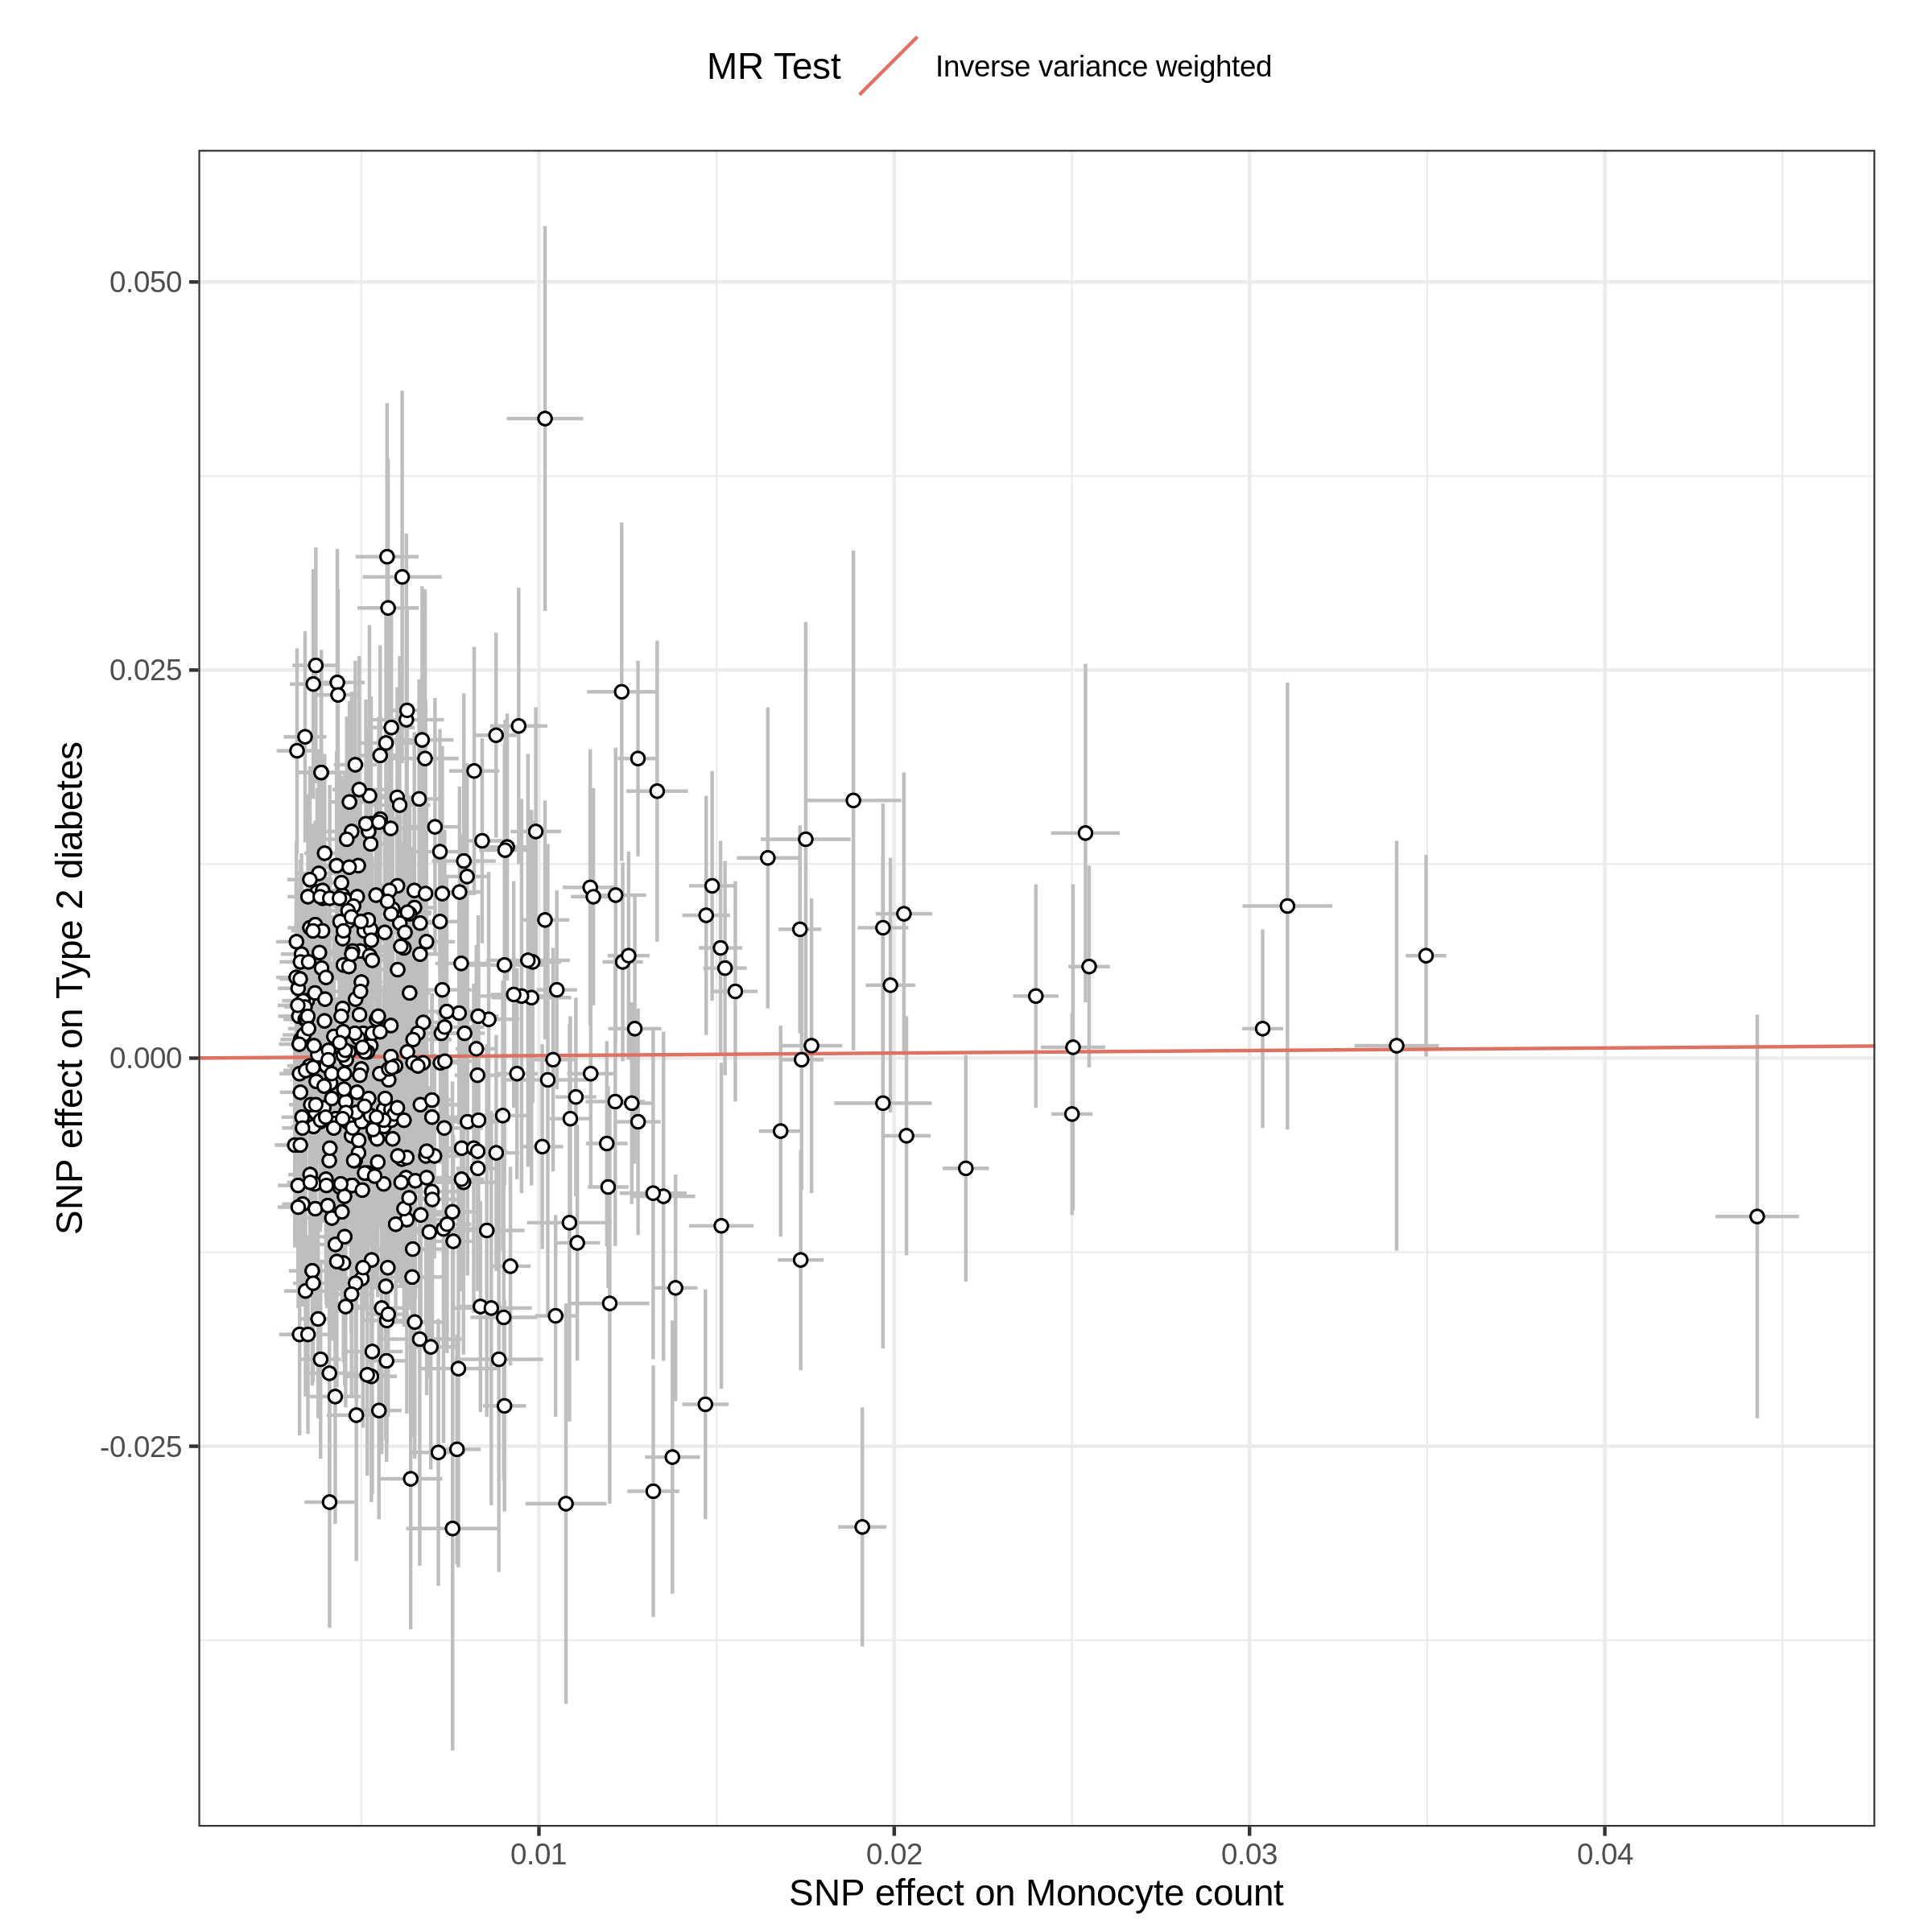 MR Test Inverse variance weighted
0.050
0.025
0.000
-0.025
SNP effect on Type 2 diabetes
0.01 0.02 0.03 0.04
SNP effect on Monocyte count